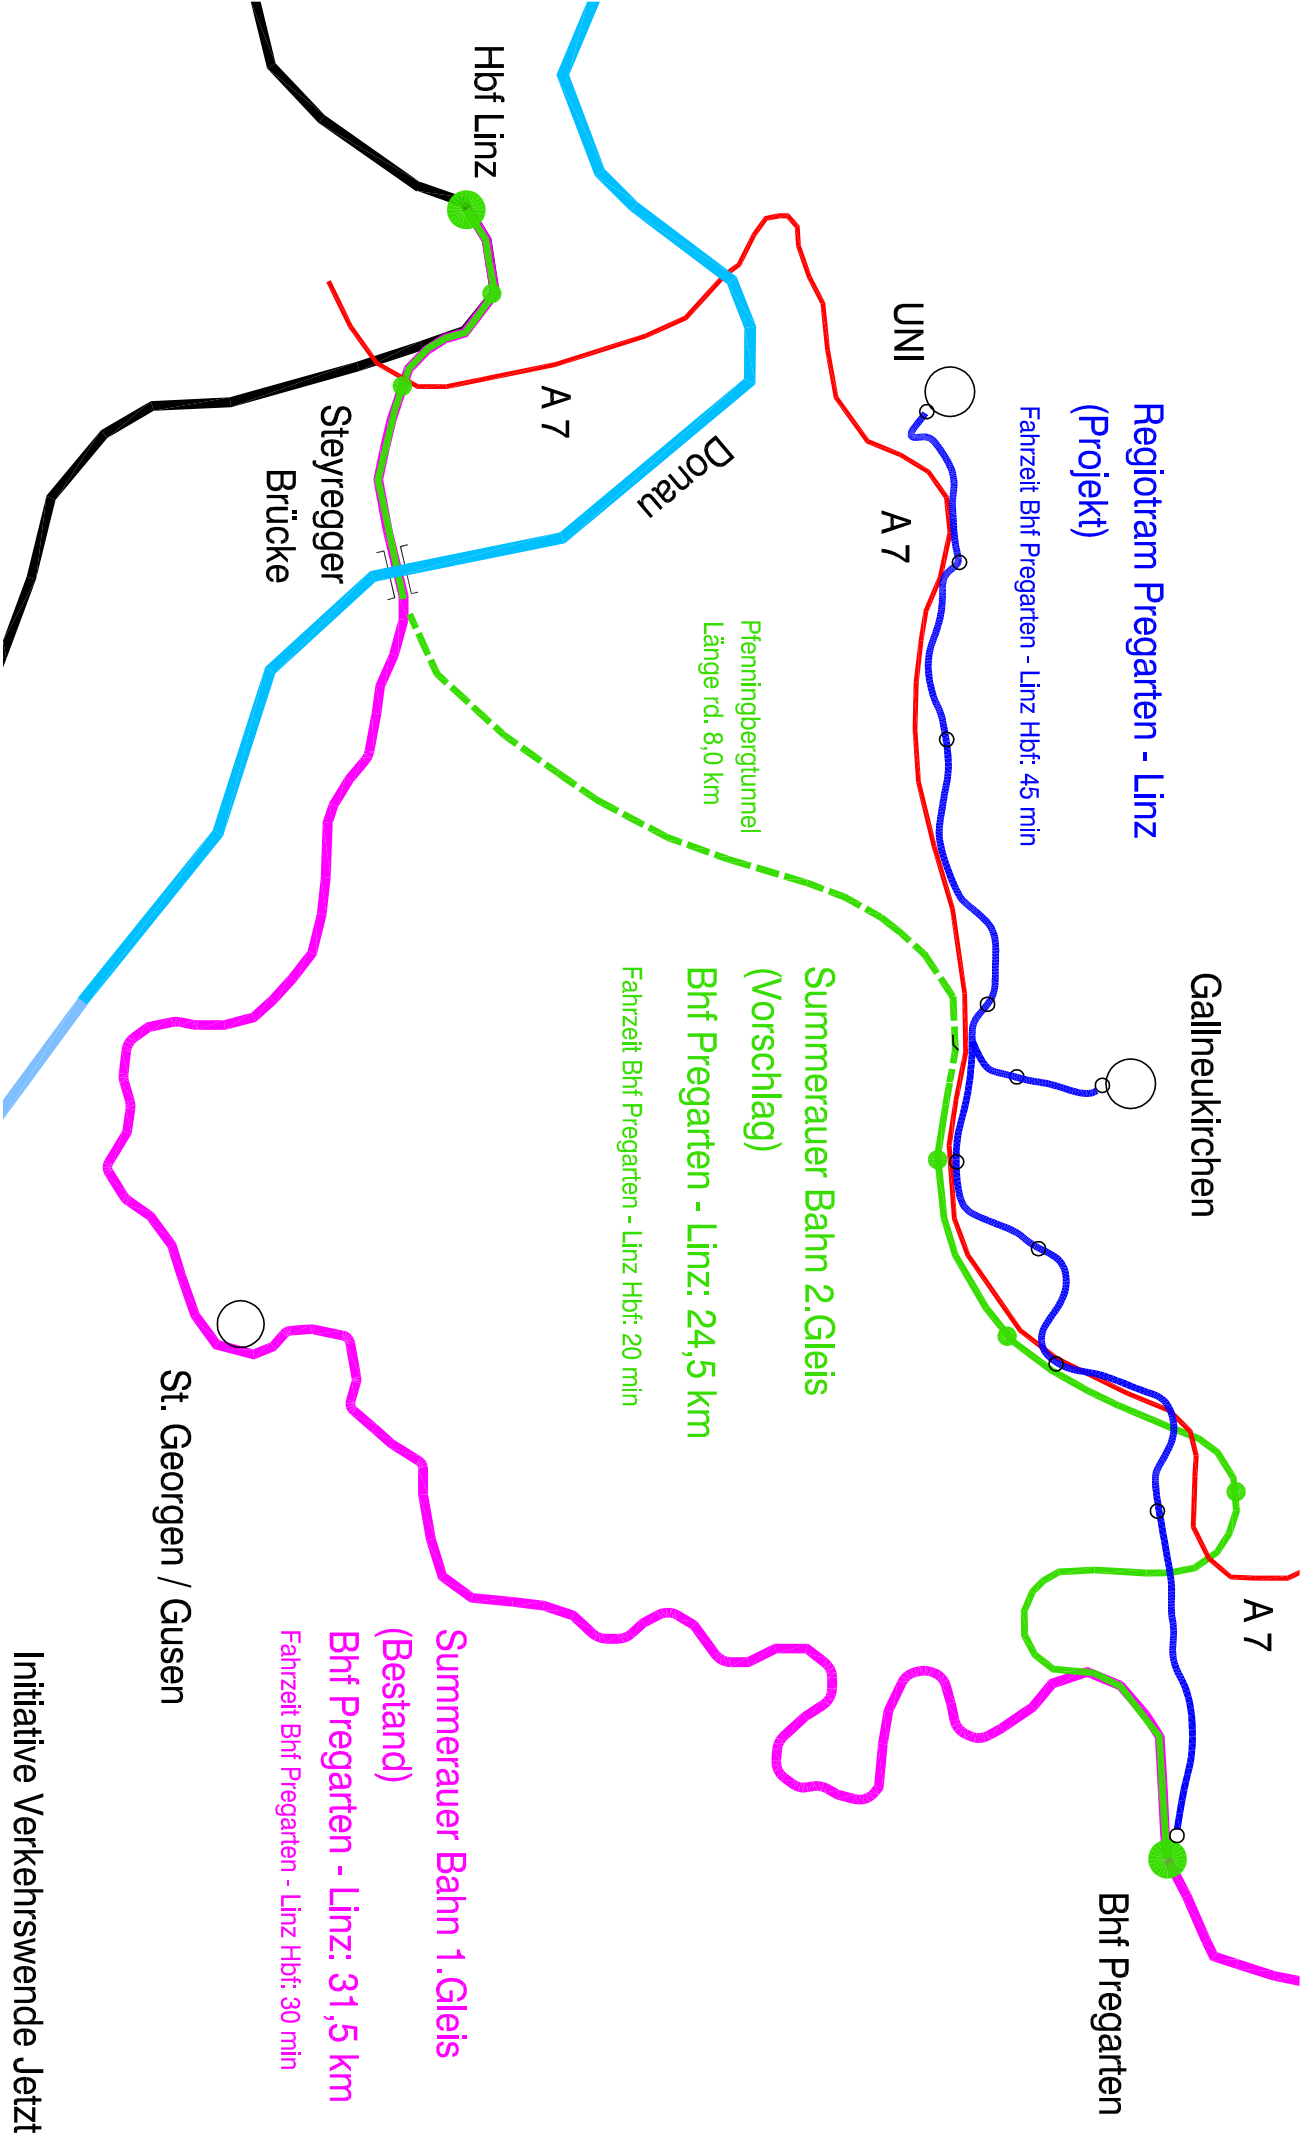 Regiotram Pregarten - Linz
(Projekt)
Fahrzeit Bhf Pregarten - Linz Hbf: 45 min
Gallneukirchen
Bhf Pregarten
A 7
UNI
A 7
Pfenningbergtunnel
Länge rd. 8,0 km
Summerauer Bahn 2.Gleis
(Vorschlag)
Bhf Pregarten - Linz: 24,5 km
Fahrzeit Bhf Pregarten - Linz Hbf: 20 min
Donau
A 7
Hbf Linz
Steyregger
Brücke
Summerauer Bahn 1.Gleis
(Bestand)
Bhf Pregarten - Linz: 31,5 km
Fahrzeit Bhf Pregarten - Linz Hbf: 30 min
St. Georgen / Gusen
Initiative Verkehrswende Jetzt